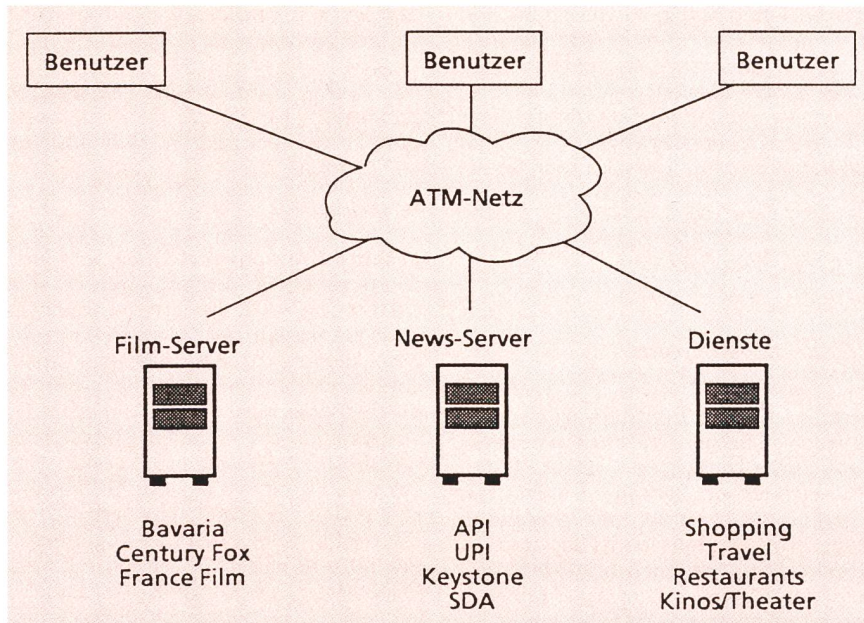 Benutzer
Benutzer
Benutzer
ATM-Netz
Film-Server
News-Server
Dienste
Bavaria
Century Fox
France Film
API
UPI
Keystone
SDA
Shopping
Travel
Restaurants
Kinos/Theater